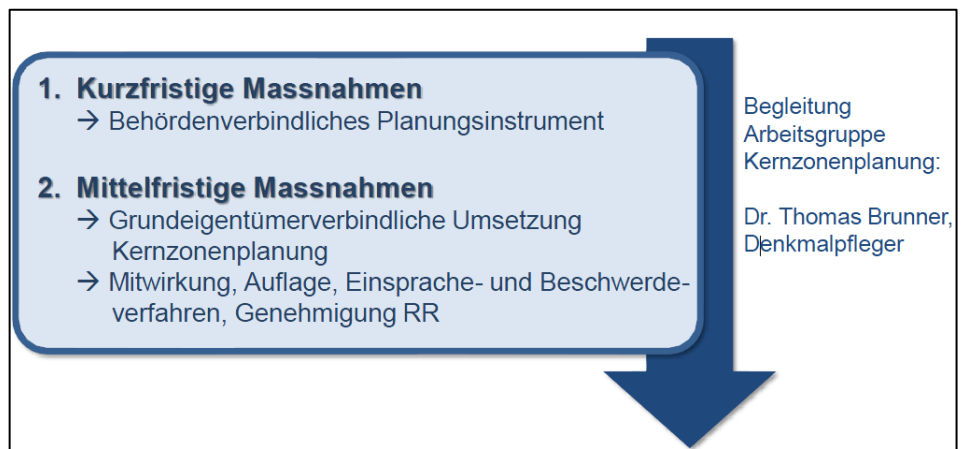 1. Kurzfristige Massnahmen
→ Behördenverbindliches Planungsinstrument
2. Mittelfristige Massnahmen
→ Grundeigentümerverbindliche Umsetzung
Kernzonenplanung
→ Mitwirkung, Auflage, Einsprache- und Beschwerde-
verfahren, Genehmigung RR
Begleitung
Arbeitsgruppe
Kernzonenplanung:
Dr. Thomas Brunner,
Denkmalpfleger